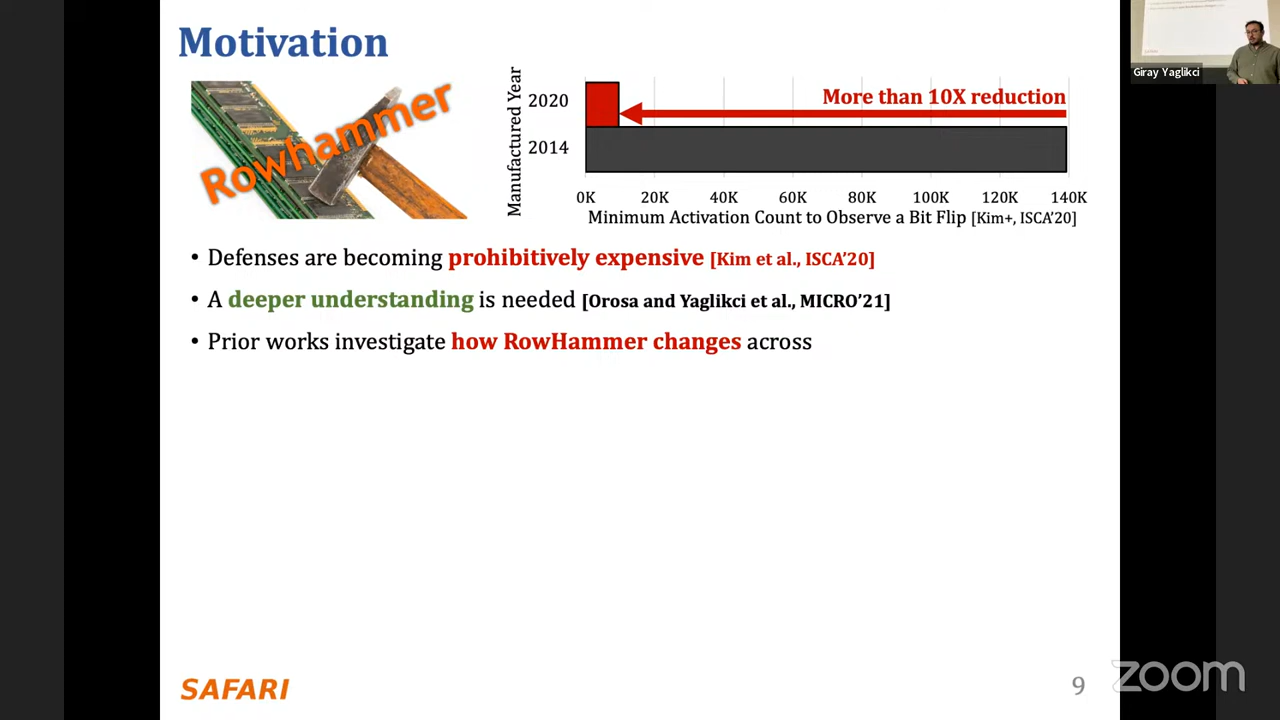 Motivation
Giray Yaglikci
Rowhammer
Manufactured Year
2020
2014
More than 10X reduction
0K 20K 40K 60K 80K 100K 120K 140K
Minimum Activation Count to Observe a Bit Flip [Kim+, ISCA'20]
• Defenses are becoming prohibitively expensive [Kim et al., ISCA'20]
• A deeper understanding is needed [Orosa and Yaglikci et al., MICRO'21]
• Prior works investigate how RowHammer changes across
SAFARI
9
zoom